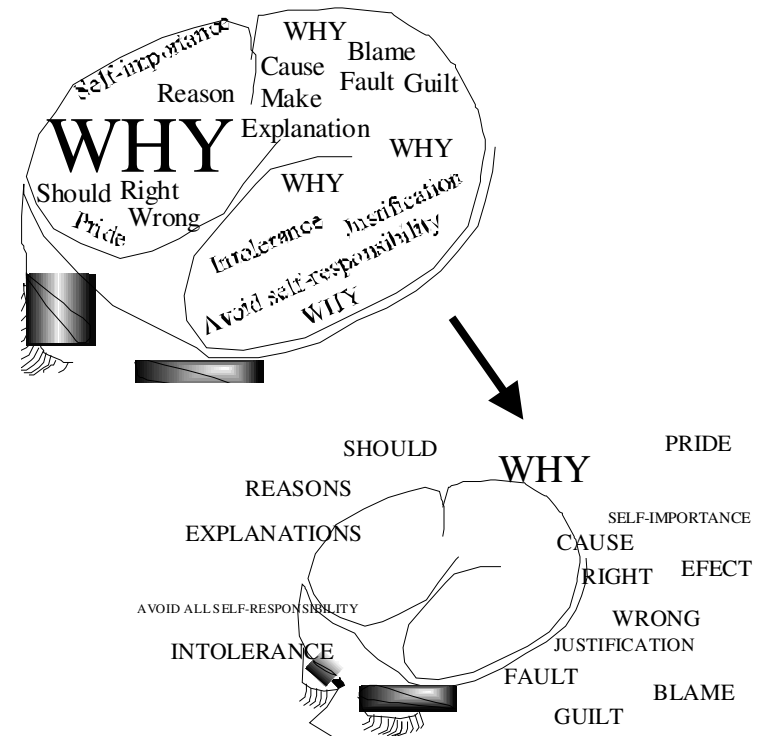 WHY
Self-importance
Cause
Blame
Reason
Make
Fault Guilt
WHY
Explanation
WHY
Should Right
WHY
Pride
Wrong
Intolerance
Justification
Avoid self-responsibility
WHY
SHOULD
WHY
PRIDE
REASONS
SELF-IMPORTANCE
EXPLANATIONS
CAUSE
RIGHT
EFECT
AVOID ALL SELF-RESPONSIBILITY
WRONG
INTOLERANCE
JUSTIFICATION
FAULT
BLAME
GUILT